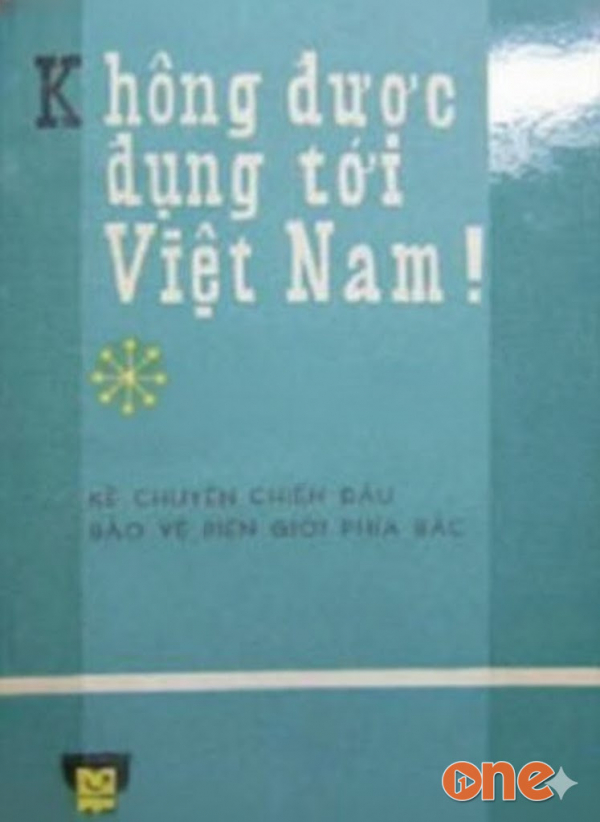 Không được
đụng tới
Việt Nam !
KỂ CHUYỆN CHIẾN ĐẤU
BẢO VỆ BIÊN GIỚI PHÍA BẮC
one